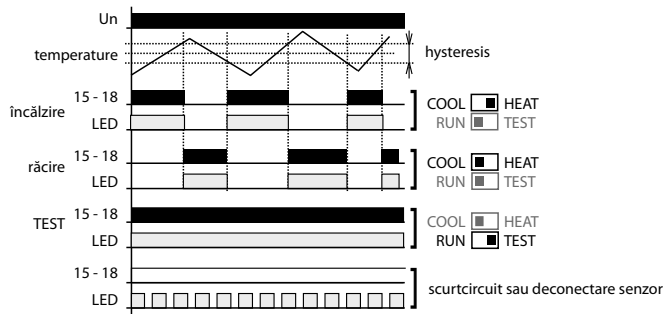 Un
temperature
hysteresis
încălzire
15 - 18
LED
COOL HEAT
RUN TEST
răcire
15 - 18
LED
COOL HEAT
RUN TEST
TEST
15 - 18
LED
COOL HEAT
RUN TEST
15 - 18
LED
scurtcircuit sau deconectare senzor